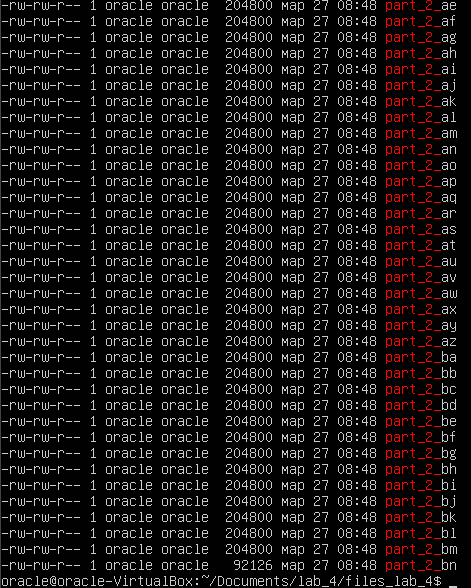 -rw-rw-r-- 1 oracle oracle  204800 мар 27 08:48 part_2_ae
-rw-rw-r-- 1 oracle oracle  204800 мар 27 08:48 part_2_af
-rw-rw-r-- 1 oracle oracle  204800 мар 27 08:48 part_2_ag
-rw-rw-r-- 1 oracle oracle  204800 мар 27 08:48 part_2_ah
-rw-rw-r-- 1 oracle oracle  204800 мар 27 08:48 part_2_ai
-rw-rw-r-- 1 oracle oracle  204800 мар 27 08:48 part_2_aj
-rw-rw-r-- 1 oracle oracle  204800 мар 27 08:48 part_2_ak
-rw-rw-r-- 1 oracle oracle  204800 мар 27 08:48 part_2_al
-rw-rw-r-- 1 oracle oracle  204800 мар 27 08:48 part_2_am
-rw-rw-r-- 1 oracle oracle  204800 мар 27 08:48 part_2_an
-rw-rw-r-- 1 oracle oracle  204800 мар 27 08:48 part_2_ao
-rw-rw-r-- 1 oracle oracle  204800 мар 27 08:48 part_2_ap
-rw-rw-r-- 1 oracle oracle  204800 мар 27 08:48 part_2_aq
-rw-rw-r-- 1 oracle oracle  204800 мар 27 08:48 part_2_ar
-rw-rw-r-- 1 oracle oracle  204800 мар 27 08:48 part_2_as
-rw-rw-r-- 1 oracle oracle  204800 мар 27 08:48 part_2_at
-rw-rw-r-- 1 oracle oracle  204800 мар 27 08:48 part_2_au
-rw-rw-r-- 1 oracle oracle  204800 мар 27 08:48 part_2_av
-rw-rw-r-- 1 oracle oracle  204800 мар 27 08:48 part_2_aw
-rw-rw-r-- 1 oracle oracle  204800 мар 27 08:48 part_2_ax
-rw-rw-r-- 1 oracle oracle  204800 мар 27 08:48 part_2_ay
-rw-rw-r-- 1 oracle oracle  204800 мар 27 08:48 part_2_az
-rw-rw-r-- 1 oracle oracle  204800 мар 27 08:48 part_2_ba
-rw-rw-r-- 1 oracle oracle  204800 мар 27 08:48 part_2_bb
-rw-rw-r-- 1 oracle oracle  204800 мар 27 08:48 part_2_bc
-rw-rw-r-- 1 oracle oracle  204800 мар 27 08:48 part_2_bd
-rw-rw-r-- 1 oracle oracle  204800 мар 27 08:48 part_2_be
-rw-rw-r-- 1 oracle oracle  204800 мар 27 08:48 part_2_bf
-rw-rw-r-- 1 oracle oracle  204800 мар 27 08:48 part_2_bg
-rw-rw-r-- 1 oracle oracle  204800 мар 27 08:48 part_2_bh
-rw-rw-r-- 1 oracle oracle  204800 мар 27 08:48 part_2_bi
-rw-rw-r-- 1 oracle oracle  204800 мар 27 08:48 part_2_bj
-rw-rw-r-- 1 oracle oracle  204800 мар 27 08:48 part_2_bk
-rw-rw-r-- 1 oracle oracle  204800 мар 27 08:48 part_2_bl
-rw-rw-r-- 1 oracle oracle  204800 мар 27 08:48 part_2_bm
-rw-rw-r-- 1 oracle oracle   92126 мар 27 08:48 part_2_bn
oracle@oracle-VirtualBox:~/Documents/lab_4/files_lab_4$ _